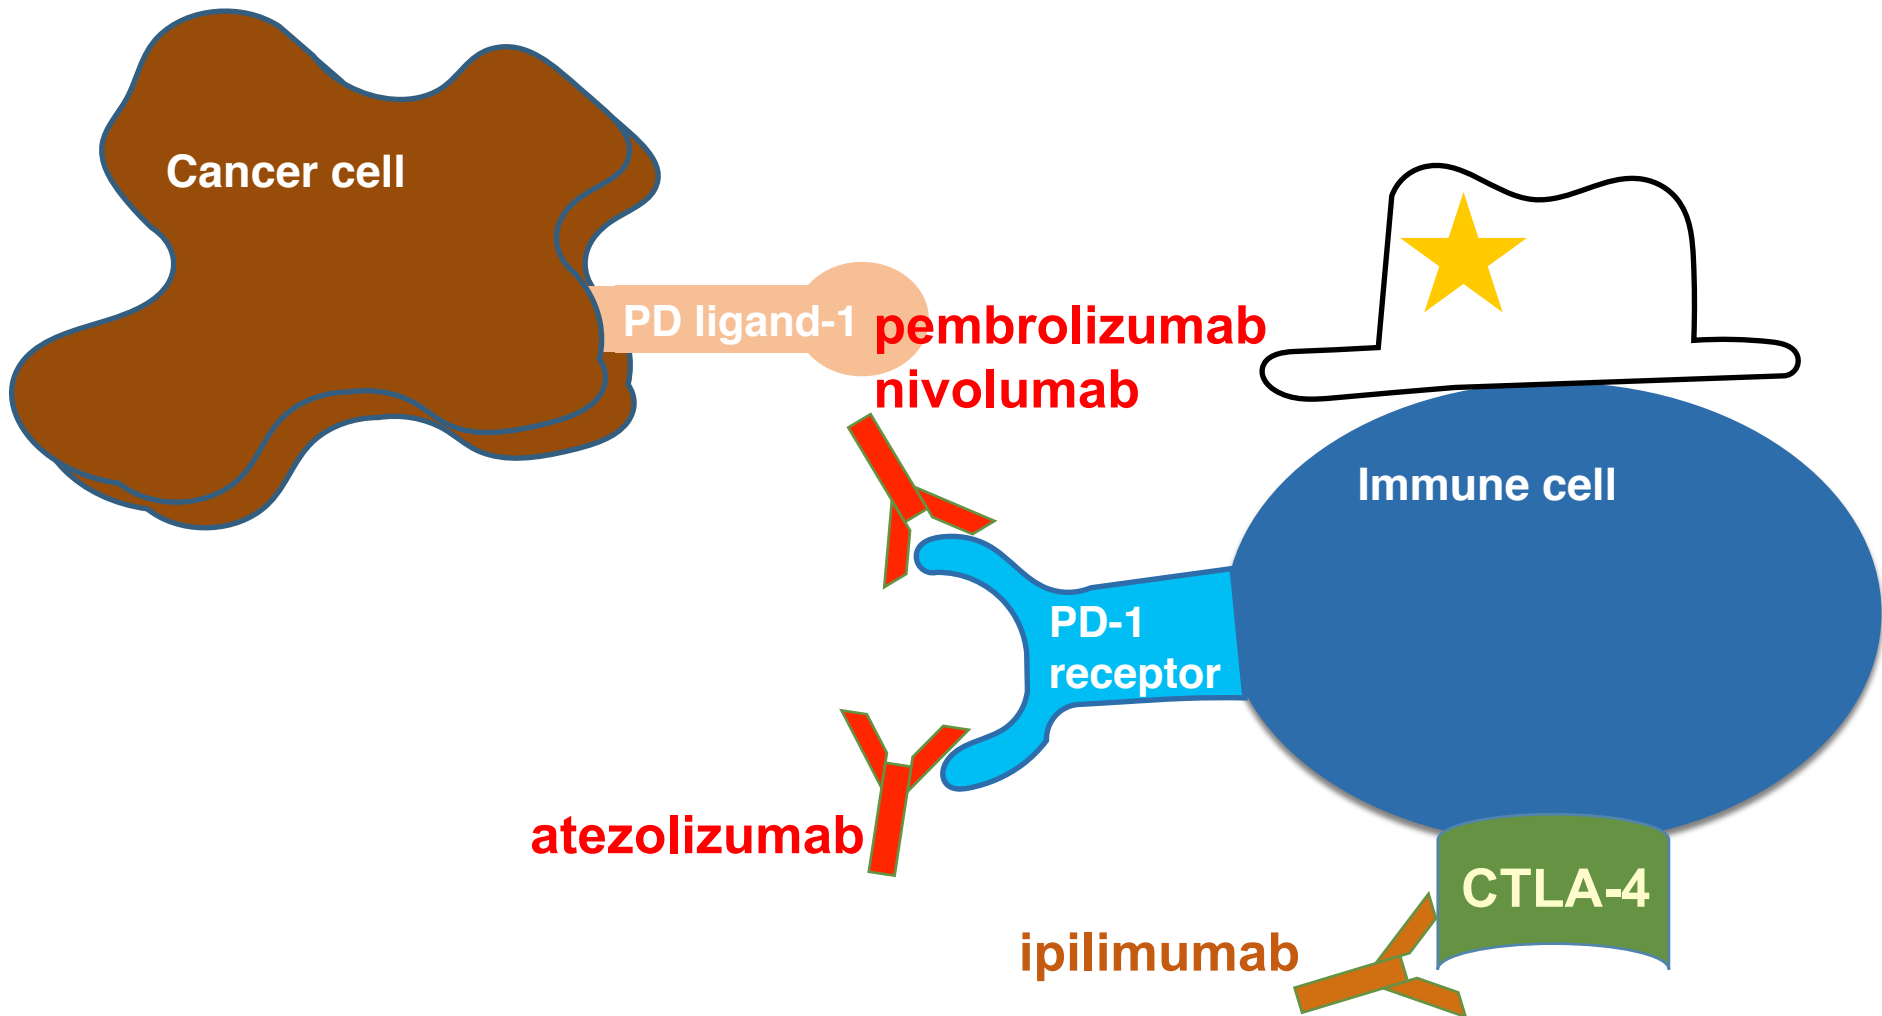 Cancer cell
PD ligand-1
pembrolizumab
nivolumab
Immune cell
PD-1
receptor
atezolizumab
CTLA-4
ipilimumab